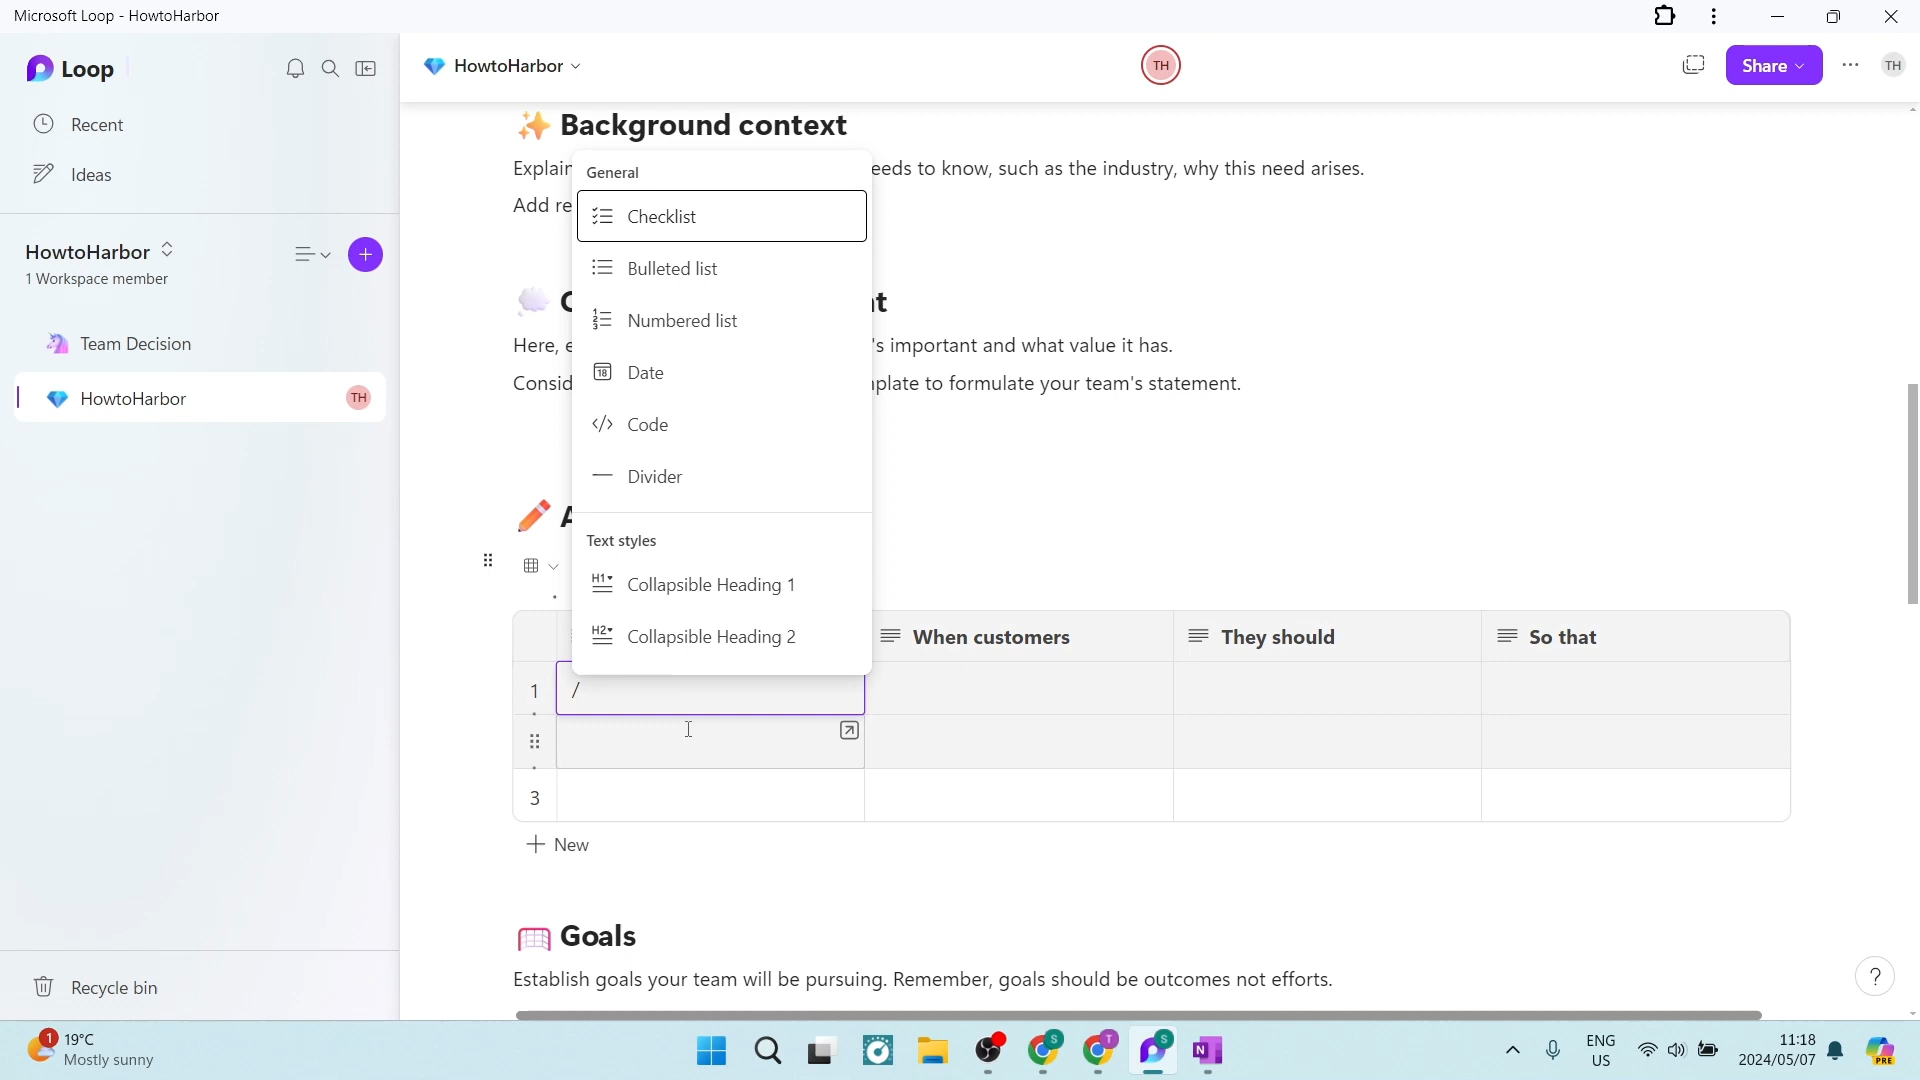 Microsoft Loop - HowtoHarbor
Loop
Recent
Ideas
HowtoHarbor
1 Workspace member
Team Decision
HowtoHarbor
TH
Recycle bin
HowtoHarbor
TH
Share
TH
Background context
Explain eeds to know, such as the industry, why this need arises.
Add re
C t
Here, e 's important and what value it has.
Consid plate to formulate your team's statement.
A
General
Checklist
Bulleted list
Numbered list
Date
Code
Divider
Text styles
H1 Collapsible Heading 1
H2 Collapsible Heading 2
When customers
They should
So that
1
/
3
New
Goals
Establish goals your team will be pursuing. Remember, goals should be outcomes not efforts.
?
1
19°C
Mostly sunny
S
T
S
N
ENG
US
11:18
2024/05/07
PRE